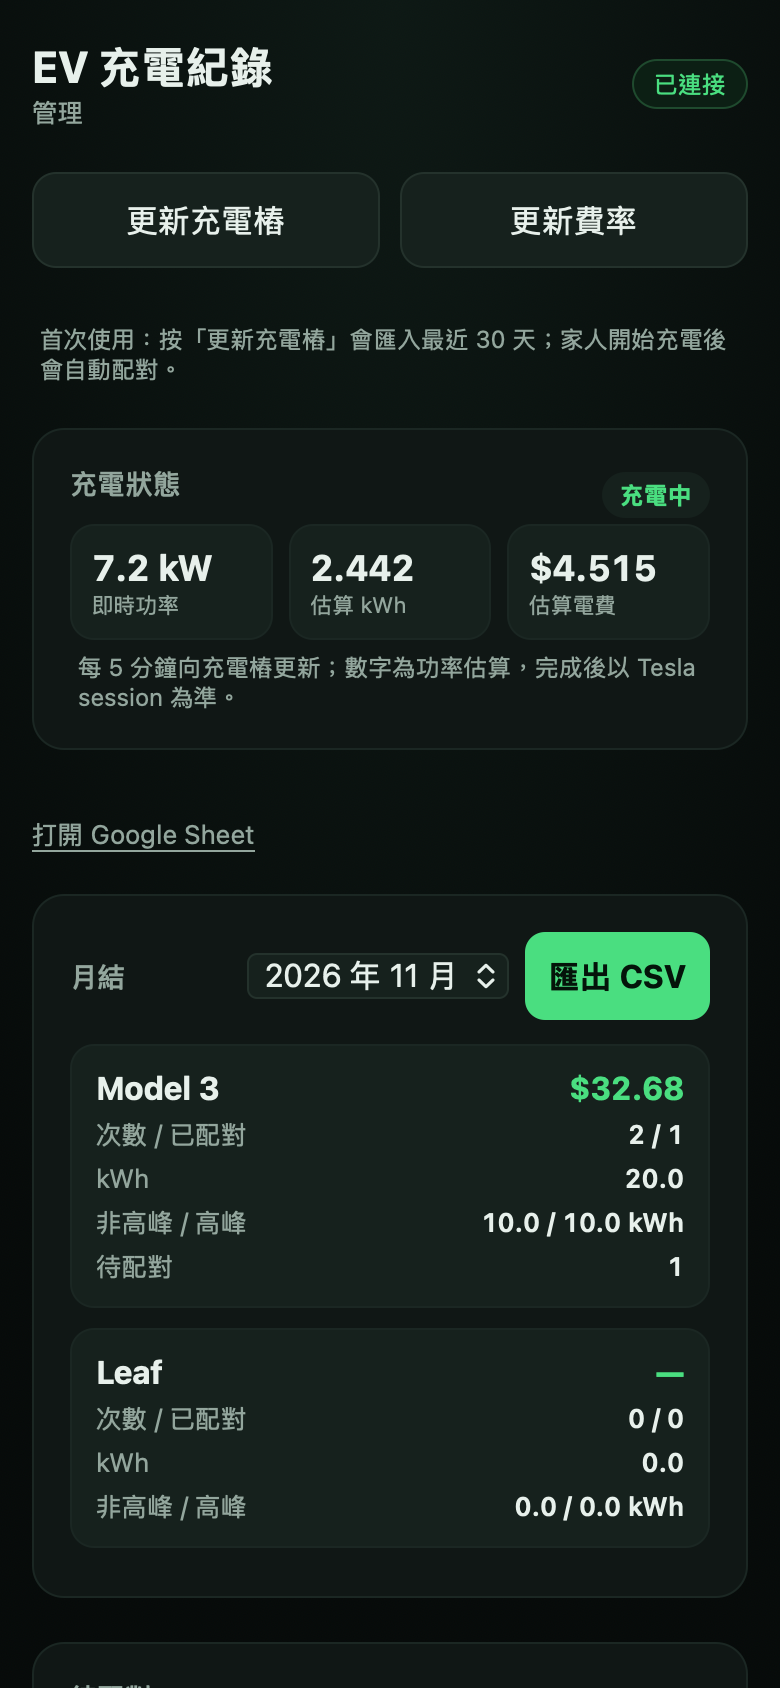 EV 充電紀錄
管理
已連接
更新充電樁
更新費率
首次使用：按「更新充電樁」會匯入最近 30 天；家人開始充電後
會自動配對。
充電狀態
充電中
7.2 kW
即時功率
2.442
估算 kWh
$4.515
估算電費
每 5 分鐘向充電樁更新；數字為功率估算，完成後以 Tesla
session 為準。
打開 Google Sheet
月結
2026 年 11 月
匯出 CSV
Model 3
$32.68
次數 / 已配對
2 / 1
kWh
20.0
非高峰 / 高峰
10.0 / 10.0 kWh
待配對
1
Leaf
—
次數 / 已配對
0 / 0
kWh
0.0
非高峰 / 高峰
0.0 / 0.0 kWh